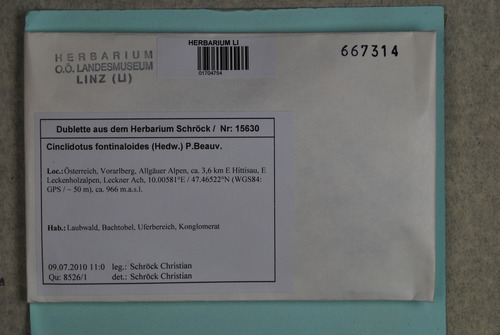 HERBARIUM LI
01704754
667314
HERBARIUM
O.Ö. LANDESMUSEUM
LINZ (LI)
Dublette aus dem Herbarium Schröck / Nr: 15630
Cinclidotus fontinaloides (Hedw.) P.Beauv.
Loc.:Österreich, Vorarlberg, Allgäuer Alpen, ca. 3,6 km E Hittisau, E
Leckenholzalpen, Leckner Ach, 10.00581°E / 47.46522°N (WGS84:
GPS / ~ 50 m), ca. 966 m.a.s.l.
Hab.: Laubwald, Bachtobel, Uferbereich, Konglomerat
09.07.2010 11:0 leg.: Schröck Christian
Qu: 8526/1 det.: Schröck Christian